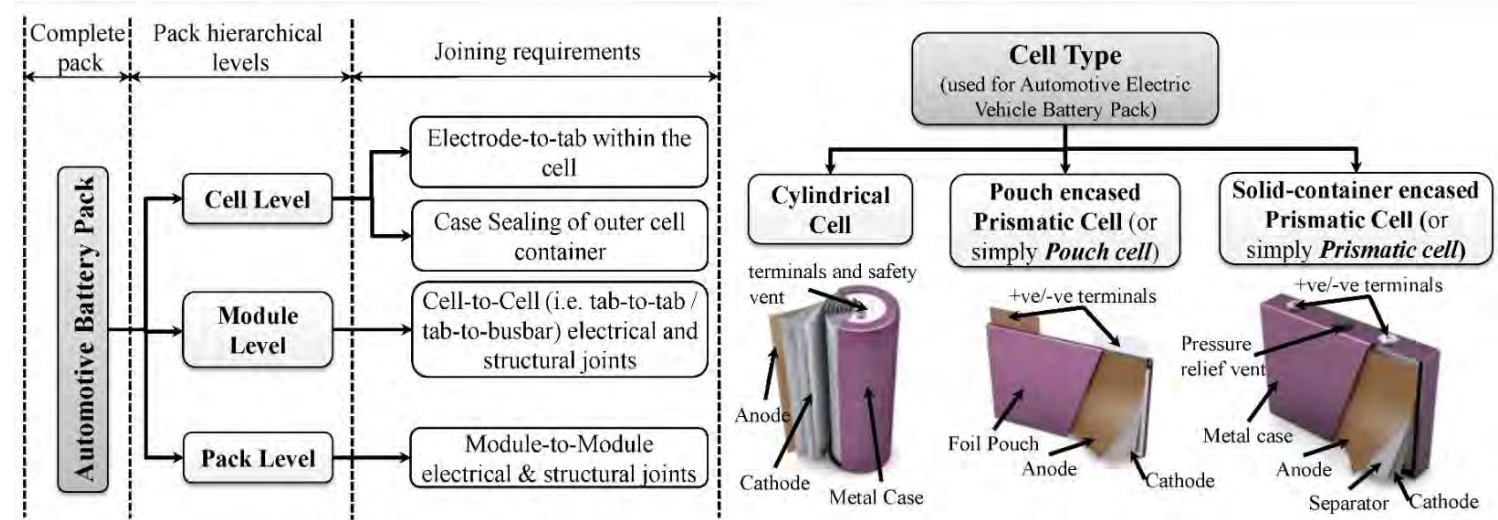 Complete
pack
Pack hierarchical
levels
Joining requirements
Automotive Battery Pack
Cell Level
Electrode-to-tab within the
cell
Case Sealing of outer cell
container
Module
Level
Cell-to-Cell (i.e. tab-to-tab /
tab-to-busbar) electrical and
structural joints
Pack Level
Module-to-Module
electrical & structural joints
Cell Type
(used for Automotive Electric
Vehicle Battery Pack)
Cylindrical
Cell
terminals and safety
vent
Anode
Cathode
Metal Case
Pouch encased
Prismatic Cell (or
simply Pouch cell)
+ve/-ve terminals
Foil Pouch
Anode
Cathode
Solid-container encased
Prismatic Cell (or
simply Prismatic cell)
+ve/-ve terminals
Pressure
relief vent
Metal case
Anode
Separator
Cathode